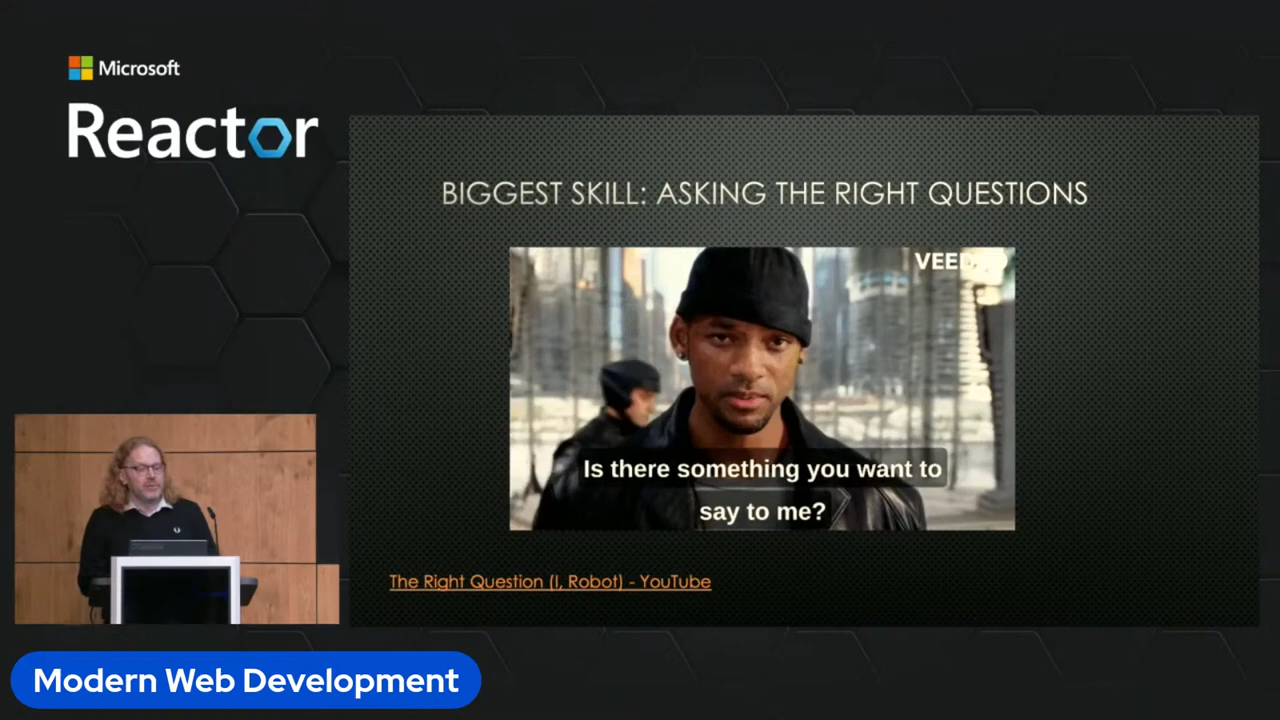 Microsoft
Reactor
BIGGEST SKILL: ASKING THE RIGHT QUESTIONS
VEED
Is there something you want to
say to me?
The Right Question (I, Robot) - YouTube
Modern Web Development